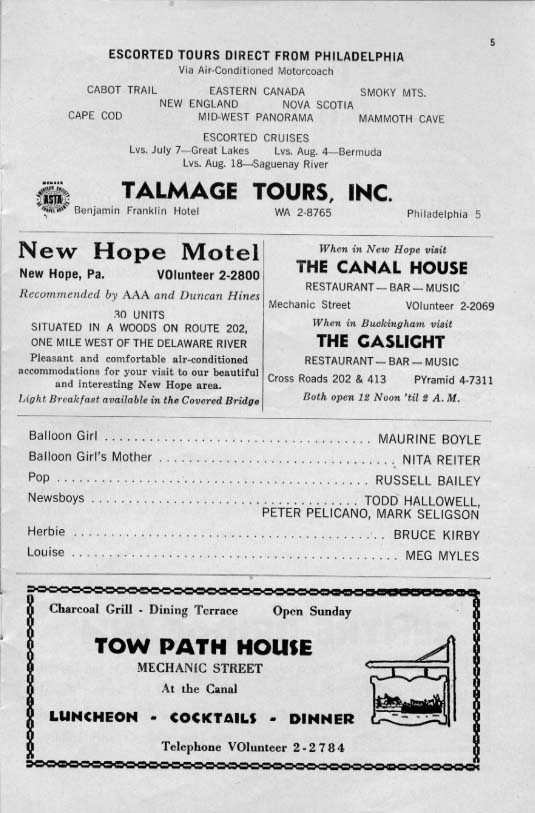 5
ESCORTED TOURS DIRECT FROM PHILADELPHIA
Via Air-Conditioned Motorcoach
CABOT TRAIL EASTERN CANADA SMOKY MTS.
NEW ENGLAND NOVA SCOTIA
CAPE COD MID-WEST PANORAMA MAMMOTH CAVE
ESCORTED CRUISES
Lvs. July 7—Great Lakes Lvs. Aug. 4—Bermuda
Lvs. Aug. 18—Saguenay River
MEMBER
AMERICAN SOCIETY
ASTA
OF TRAVEL AGENTS
TALMAGE TOURS, INC.
Benjamin Franklin Hotel WA 2-8765 Philadelphia 5
New Hope Motel
New Hope, Pa. VOlunteer 2-2800
Recommended by AAA and Duncan Hines
30 UNITS
SITUATED IN A WOODS ON ROUTE 202,
ONE MILE WEST OF THE DELAWARE RIVER
Pleasant and comfortable air-conditioned
accommodations for your visit to our beautiful
and interesting New Hope area.
Light Breakfast available in the Covered Bridge
When in New Hope visit
THE CANAL HOUSE
RESTAURANT — BAR — MUSIC
Mechanic Street VOlunteer 2-2069
When in Buckingham visit
THE GASLIGHT
RESTAURANT — BAR — MUSIC
Cross Roads 202 & 413 PYramid 4-7311
Both open 12 Noon 'til 2 A.M.
Balloon Girl . . . . . . . . . . . . . . . . . . . . . . . . . . . . . . . . . . . . MAURINE BOYLE
Balloon Girl's Mother . . . . . . . . . . . . . . . . . . . . . . . . . . . . . . . . NITA REITER
Pop . . . . . . . . . . . . . . . . . . . . . . . . . . . . . . . . . . . . . . . . . . RUSSELL BAILEY
Newsboys . . . . . . . . . . . . . . . . . . . . . . . . . . . . . . . . . . . . TODD HALLOWELL,
PETER PELICANO, MARK SELIGSON
Herbie . . . . . . . . . . . . . . . . . . . . . . . . . . . . . . . . . . . . . . . . . . BRUCE KIRBY
Louise . . . . . . . . . . . . . . . . . . . . . . . . . . . . . . . . . . . . . . . . . . . . MEG MYLES
Charcoal Grill - Dining Terrace Open Sunday
TOW PATH HOUSE
MECHANIC STREET
At the Canal
LUNCHEON - COCKTAILS - DINNER
Telephone VOlunteer 2-2784